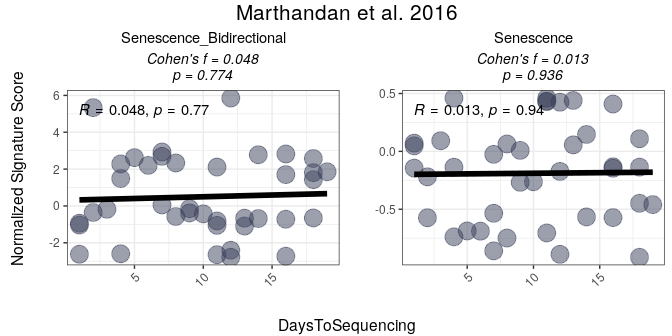 Marthandan et al. 2016
Senescence_Bidirectional
Cohen's f = 0.048
p = 0.774
Senescence
Cohen's f = 0.013
p = 0.936
Normalized Signature Score
R = 0.048, p = 0.77
6
4
2
0
-2
5
10
15
R = 0.013, p = 0.94
0.5
0.0
-0.5
5
10
15
DaysToSequencing